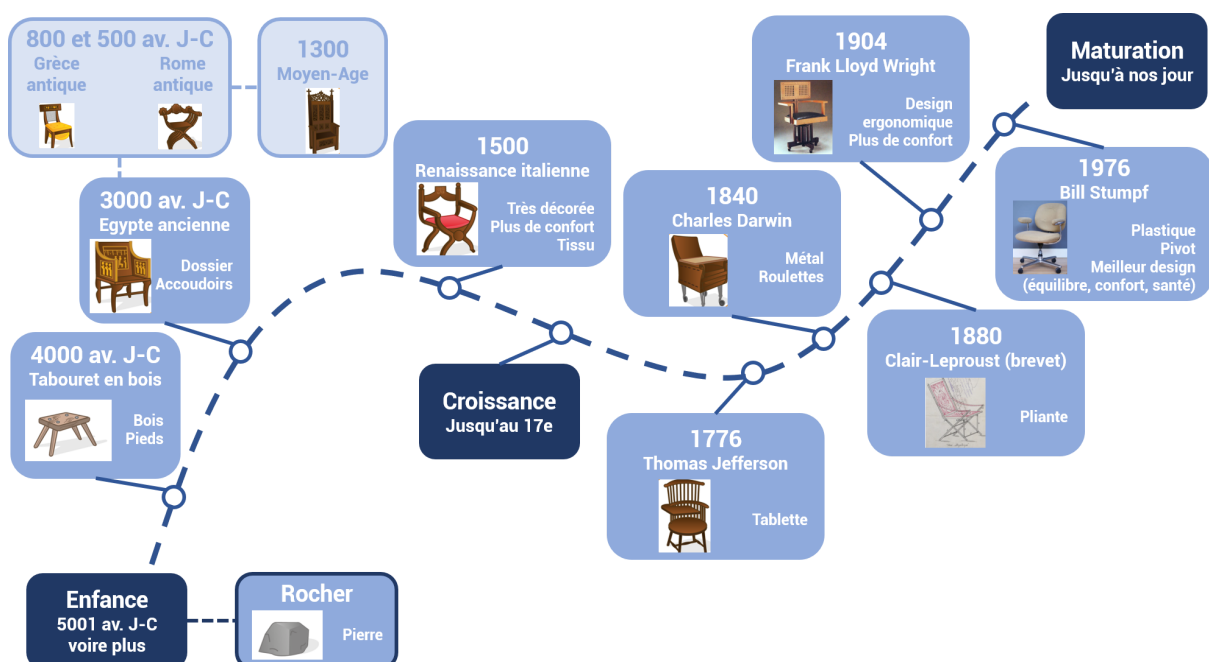 800 et 500 av. J-C
Grèce
antique
Rome
antique
1300
Moyen-Age
3000 av. J-C
Egypte ancienne
Dossier
Accoudoirs
4000 av. J-C
Tabouret en bois
Bois
Pieds
Enfance
5001 av. J-C
voire plus
Rocher
Pierre
1500
Renaissance italienne
Très décorée
Plus de confort
Tissu
Croissance
Jusqu'au 17e
1776
Thomas Jefferson
Tablette
1840
Charles Darwin
Métal
Roulettes
1880
Clair-Leproust (brevet)
Pliante
1904
Frank Lloyd Wright
Design
ergonomique
Plus de confort
1976
Bill Stumpf
Plastique
Pivot
Meilleur design
(équilibre, confort, santé)
Maturation
Jusqu'à nos jour